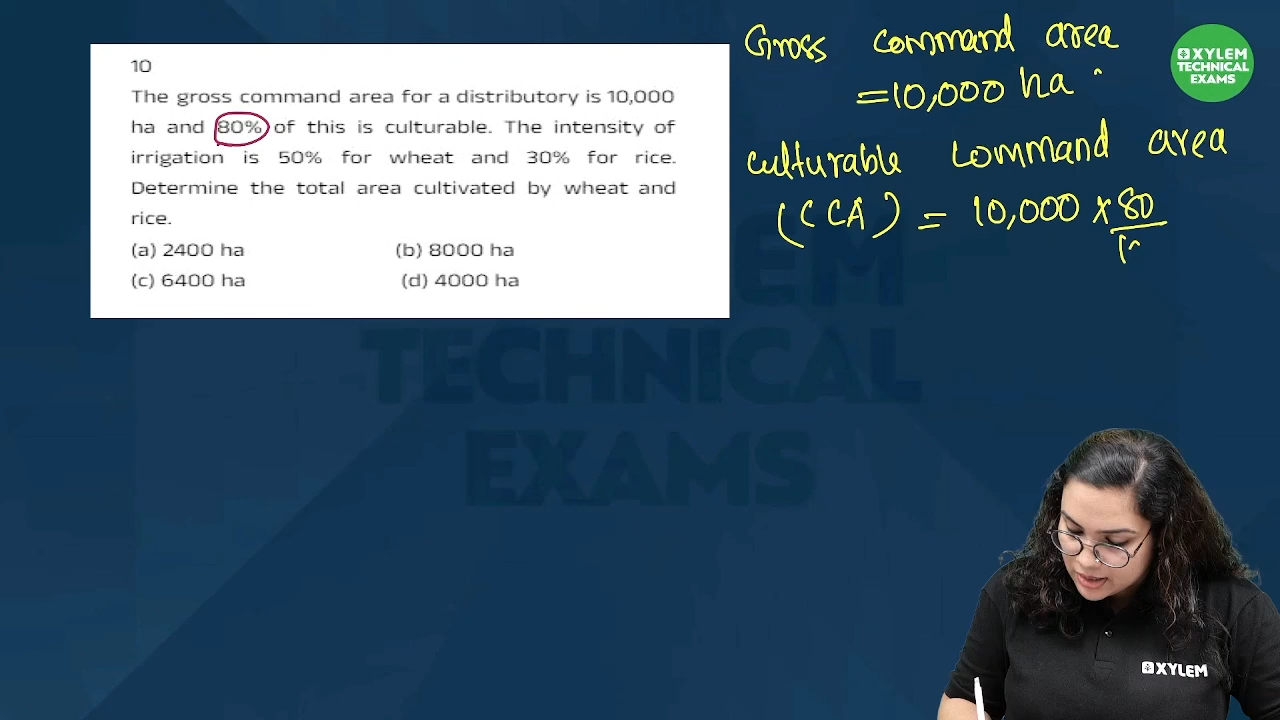 10
The gross command area for a distributory is 10,000
ha and 80% of this is culturable. The intensity of
irrigation is 50% for wheat and 30% for rice.
Determine the total area cultivated by wheat and
rice.
(a) 2400 ha (b) 8000 ha
(c) 6400 ha (d) 4000 ha
Gross command area
= 10,000 ha
culturable command area
(CCA) = 10,000 × 80
XYLEM
TECHNICAL
EXAMS
EM
TECHNICAL
EXAMS
XYLEM